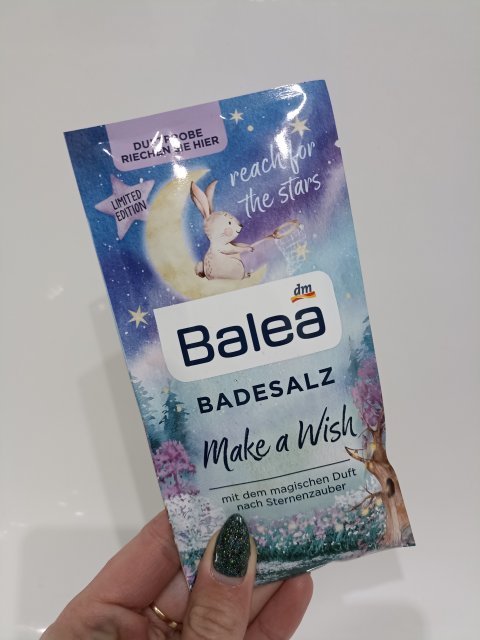 DUFTPROBE
RIECHEN SIE HIER
LIMITED
EDITION
reach for
the stars
dm
Balea
BADESALZ
Make a Wish
mit dem magischen Duft
nach Sternenzauber